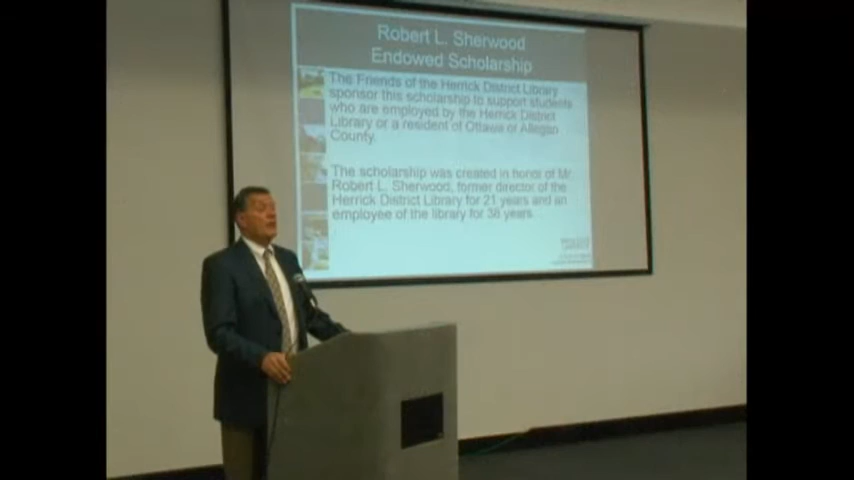 Robert L. Sherwood
Endowed Scholarship
The Friends of the Herrick District Library
sponsor this scholarship to support students
who are employed by the Herrick District
Library or a resident of Ottawa or Allegan
County.
The scholarship was created in honor of Mr.
Robert L. Sherwood, former director of the
Herrick District Library for 21 years and an
employee of the library for 38 years.